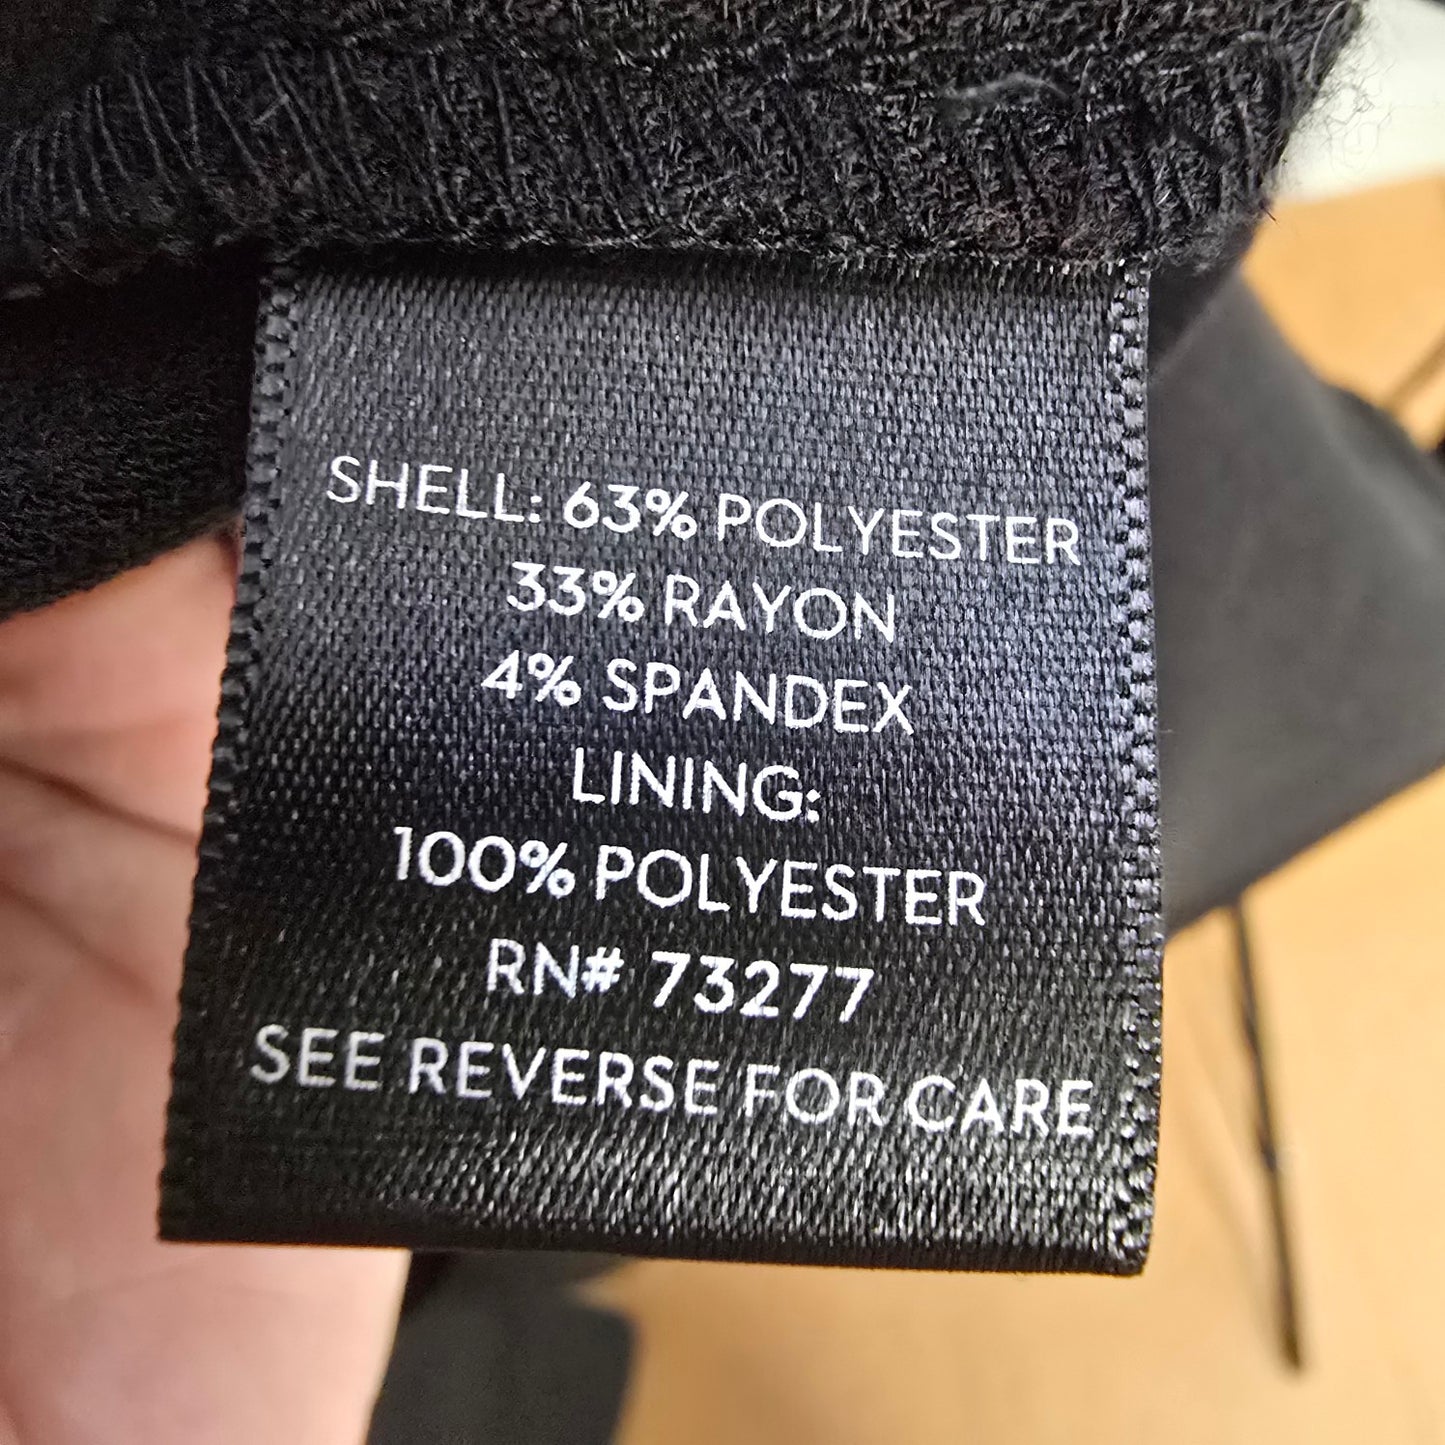 SHELL: 63% POLYESTER
33% RAYON
4% SPANDEX
LINING:
100% POLYESTER
RN# 73277
SEE REVERSE FOR CARE